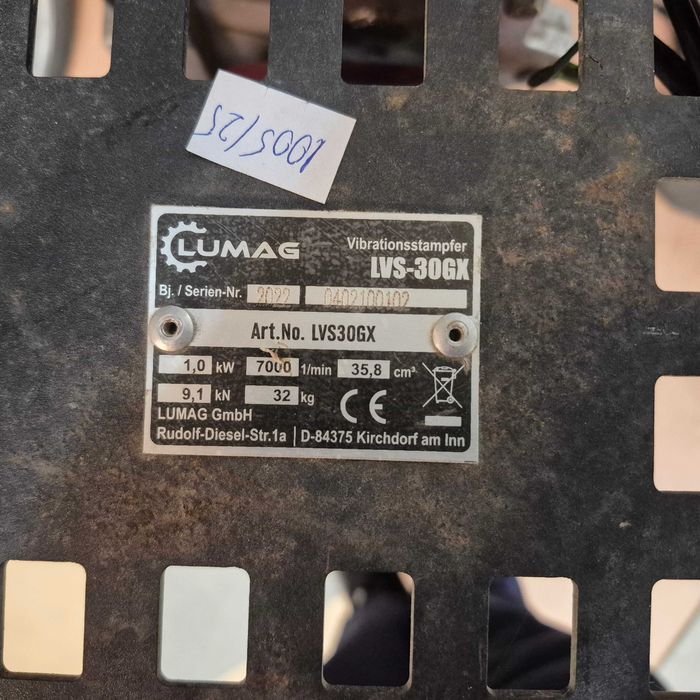 1005/25
LUMAG
Vibrationsstampfer
LVS-30GX
Bj. / Serien-Nr. 2022 0402100102
Art.No. LVS30GX
1,0 kW 7000 1/min 35,8 cm³
9,1 kN 32 kg CE
LUMAG GmbH
Rudolf-Diesel-Str.1a | D-84375 Kirchdorf am Inn